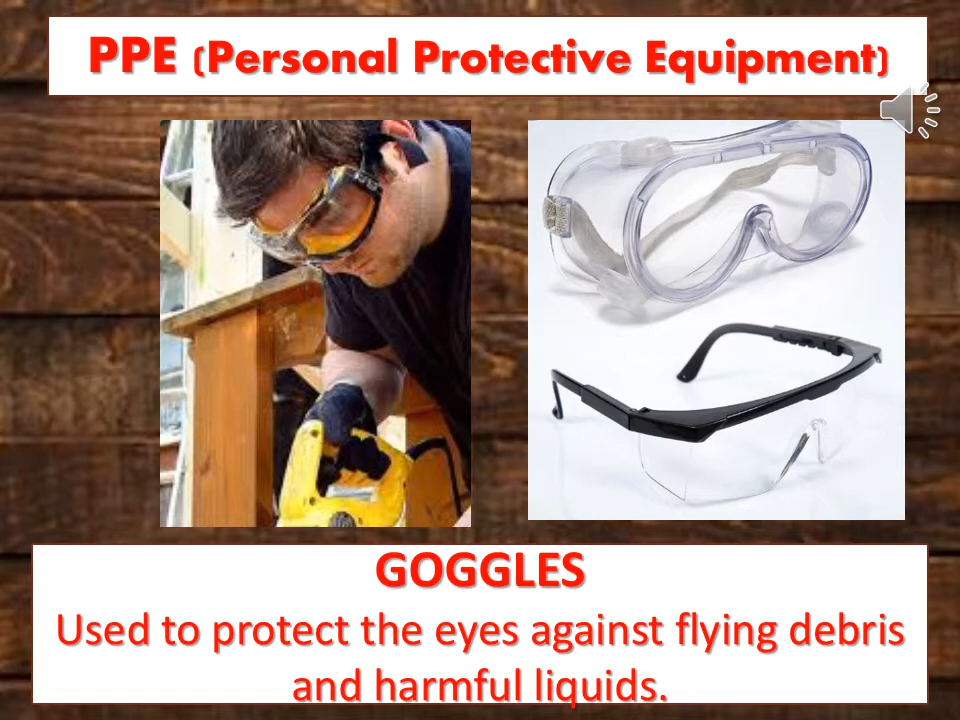 PPE (Personal Protective Equipment)
GOGGLES
Used to protect the eyes against flying debris
and harmful liquids.